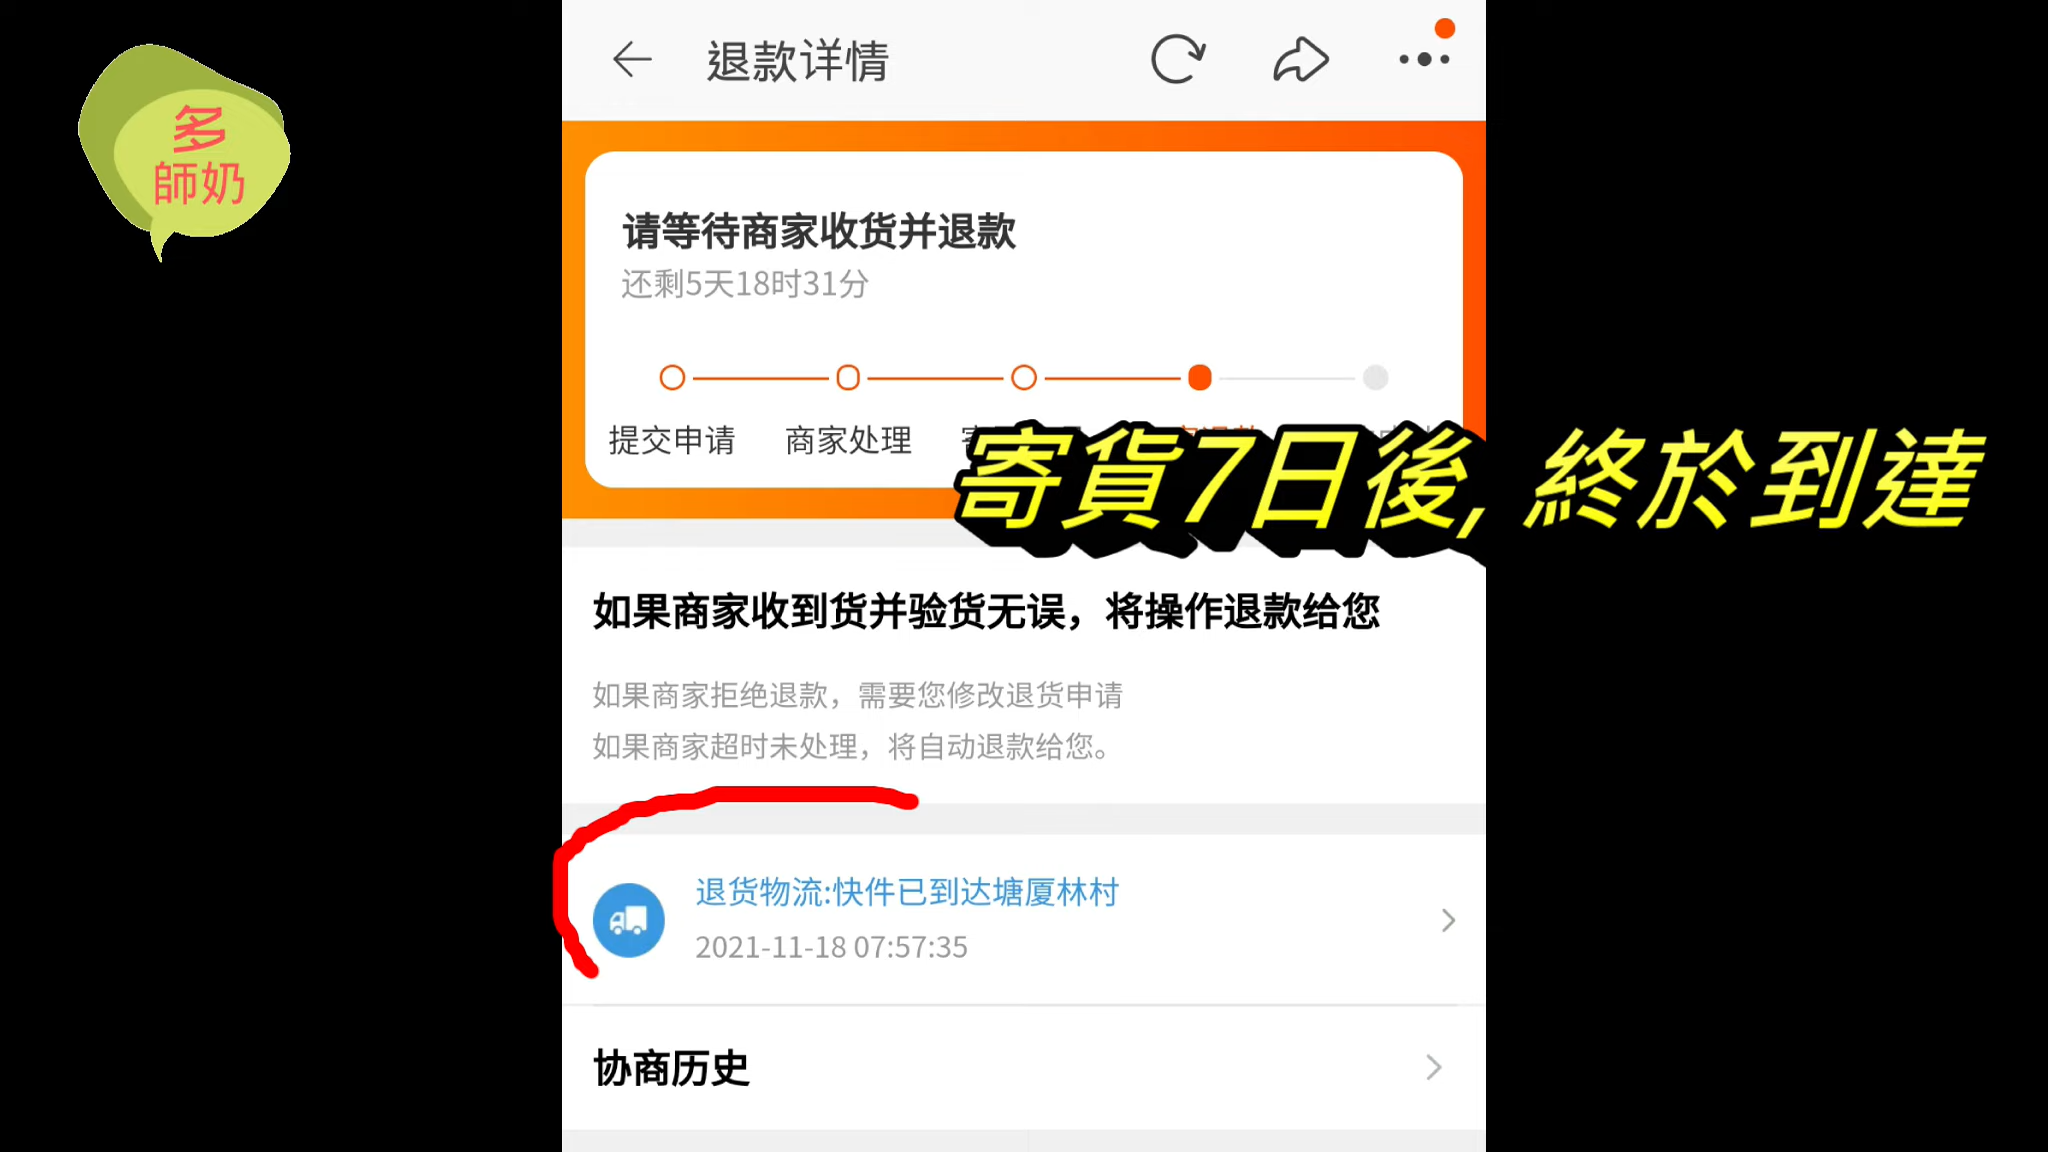 多
師奶
退款详情
请等待商家收货并退款
还剩5天18时31分
提交申请
商家处理
寄貨7日後, 終於到達
如果商家收到货并验货无误，将操作退款给您
如果商家拒绝退款，需要您修改退货申请
如果商家超时未处理，将自动退款给您。
退货物流:快件已到达塘厦林村
2021-11-18 07:57:35
协商历史